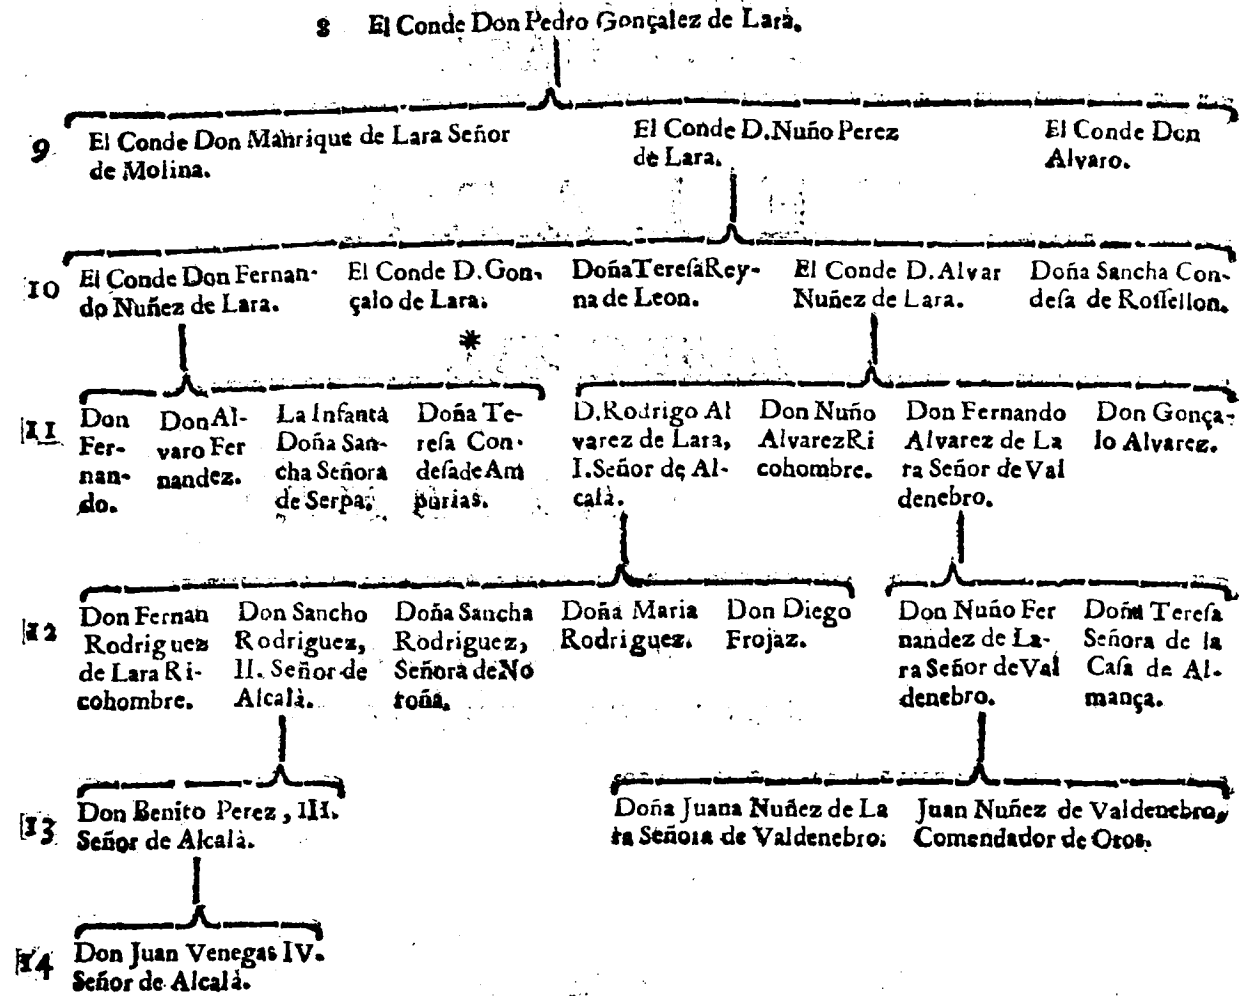 8 El Conde Don Pedro Gonçalez de Lara.
9 El Conde Don Mahrique de Lara Señor
de Molina.
El Conde D.Nuño Perez
de Lara.
El Conde Don
Alvaro.
10 El Conde Don Fernan-
do Nuñez de Lara.
El Conde D.Gon-
çalo de Lara.
*
Doña Teresa Rey-
na de Leon.
El Conde D.Alvar
Nuñez de Lara.
Doña Sancha Con-
desa de Rossellon.
11 Don
Fer-
nan-
do.
Don Al-
varo Fer
nandez.
La Infanta
Doña San-
cha Señora
de Serpa.
Doña Te-
resa Con-
desa de Am
purias.
D.Rodrigo Al
varez de Lara,
I.Señor de Al-
calà.
Don Nuño
Alvarez Ri
cohombre.
Don Fernando
Alvarez de La
ra Señor de Val
denebro.
Don Gonça-
lo Alvarez.
12 Don Fernan
Rodriguez
de Lara Ri-
cohombre.
Don Sancho
Rodriguez,
II. Señor de
Alcalà.
Doña Sancha
Rodriguez,
Señora de No
roña.
Doña Maria
Rodriguez.
Don Diego
Frojaz.
Don Nuño Fer
nandez de La-
ra Señor de Val
denebro.
Doña Teresa
Señora de la
Casa de Al-
mança.
13 Don Benito Perez, III.
Señor de Alcalà.
Doña Juana Nuñez de La
ra Señora de Valdenebro.
Juan Nuñez de Valdenebro,
Comendador de Oros.
14 Don Juan Venegas IV.
Señor de Alcalà.